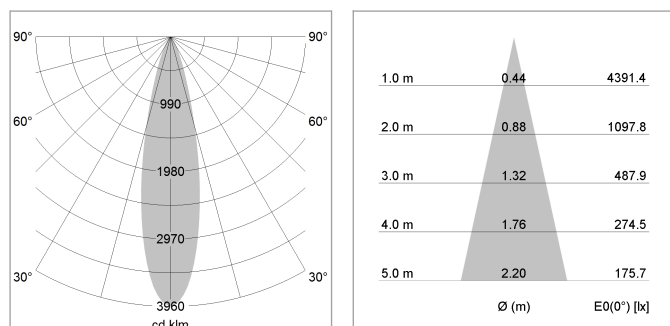 90° 90°
990
60° 60°
1980
2970
30° 30°
3960
cd klm
1.0 m 0.44 4391.4
2.0 m 0.88 1097.8
3.0 m 1.32 487.9
4.0 m 1.76 274.5
5.0 m 2.20 175.7
Ø (m) E0(0°) [lx]